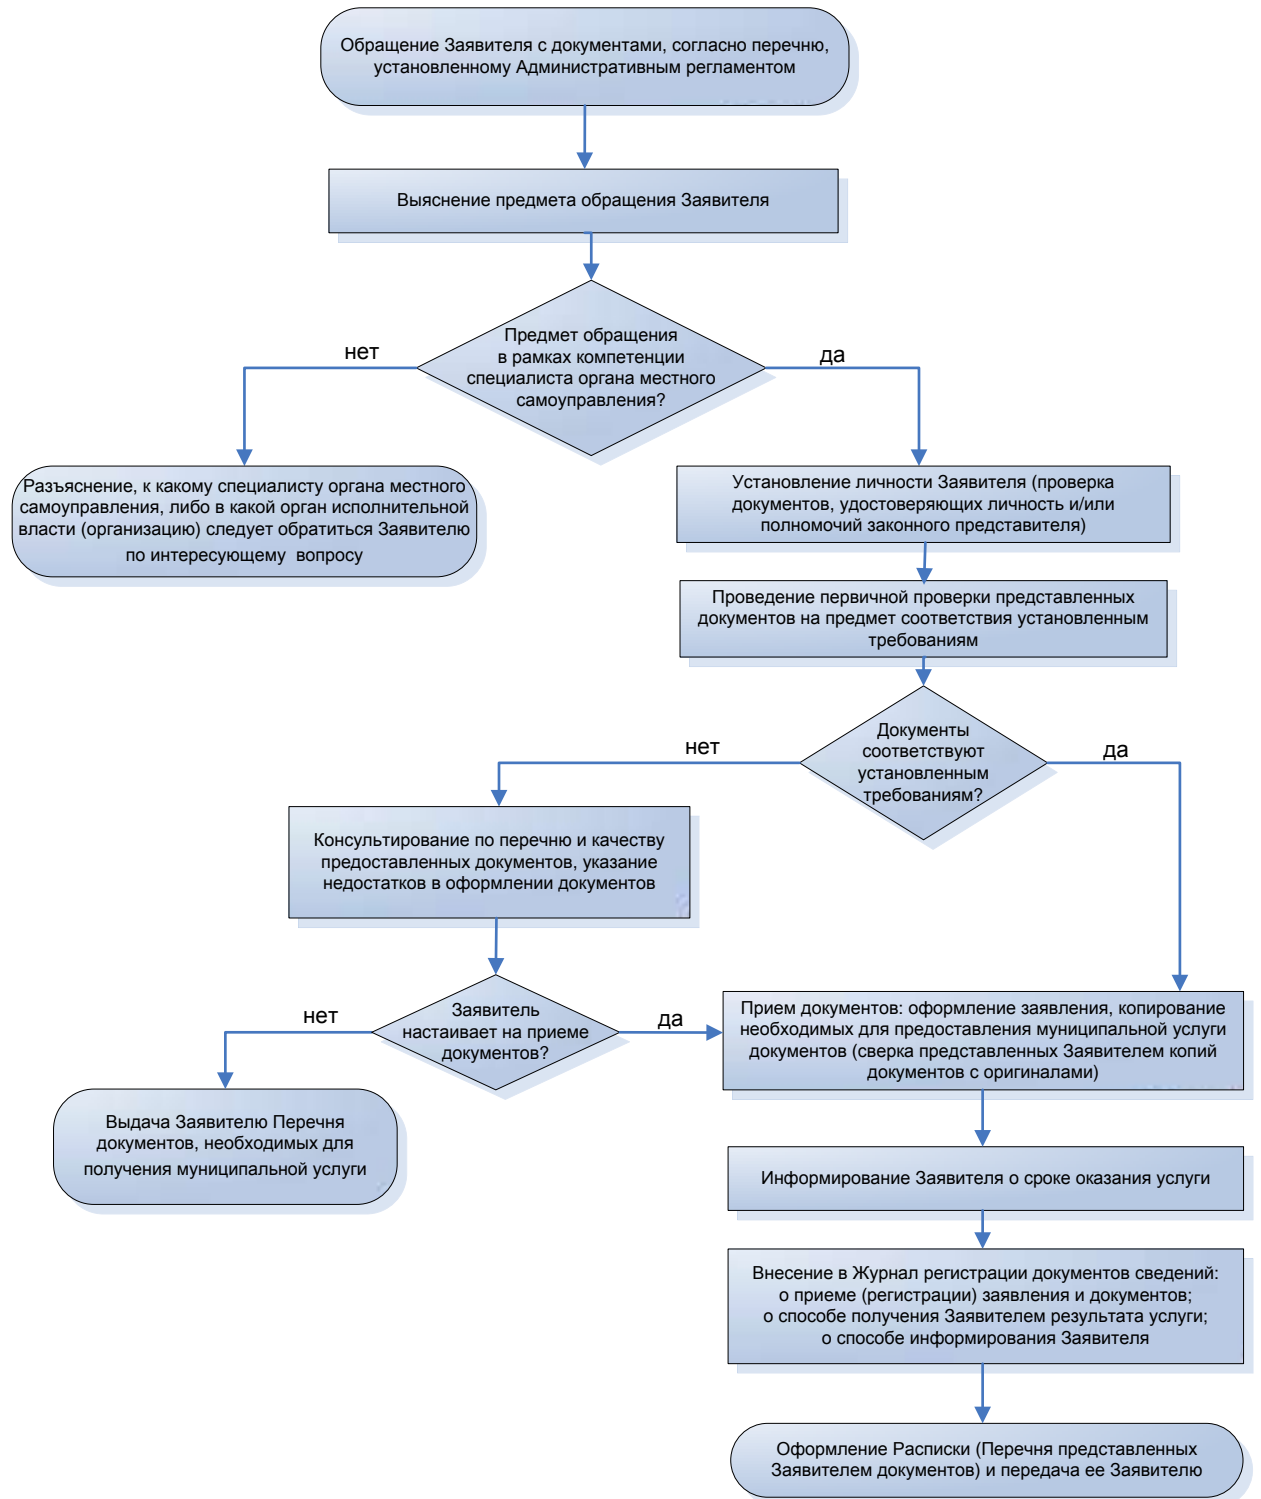 Обращение Заявителя с документами, согласно перечню,
установленному Административным регламентом
Выяснение предмета обращения Заявителя
Предмет обращения
в рамках компетенции
специалиста органа местного
самоуправления?
нет
да
Разъяснение, к какому специалисту органа местного
самоуправления, либо в какой орган исполнительной
власти (организацию) следует обратиться Заявителю
по интересующему вопросу
Установление личности Заявителя (проверка
документов, удостоверяющих личность и/или
полномочий законного представителя)
Проведение первичной проверки представленных
документов на предмет соответствия установленным
требованиям
Документы
соответствуют
установленным
требованиям?
нет
да
Консультирование по перечню и качеству
предоставленных документов, указание
недостатков в оформлении документов
Заявитель
настаивает на приеме
документов?
нет
да
Выдача Заявителю Перечня
документов, необходимых для
получения муниципальной услуги
Прием документов: оформление заявления, копирование
необходимых для предоставления муниципальной услуги
документов (сверка представленных Заявителем копий
документов с оригиналами)
Информирование Заявителя о сроке оказания услуги
Внесение в Журнал регистрации документов сведений:
о приеме (регистрации) заявления и документов;
о способе получения Заявителем результата услуги;
о способе информирования Заявителя
Оформление Расписки (Перечня представленных
Заявителем документов) и передача ее Заявителю